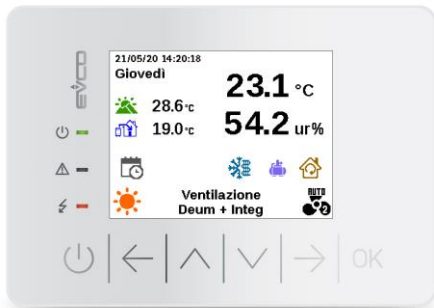 EVCO
21/05/20 14:20:18
Giovedì
23.1 °C
28.6 °C
19.0 °C
54.2 ur%
AUTO
2
Ventilazione
Deum + Integ
OK